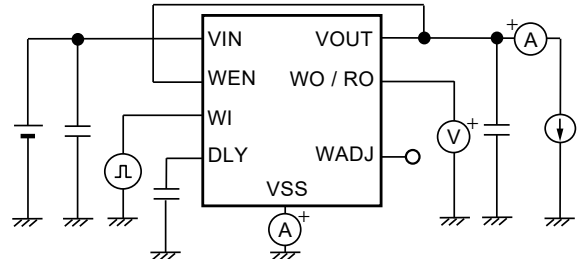 VIN VOUT
WEN WO / RO
WI
DLY WADJ
VSS
+
A
+
V
+
A